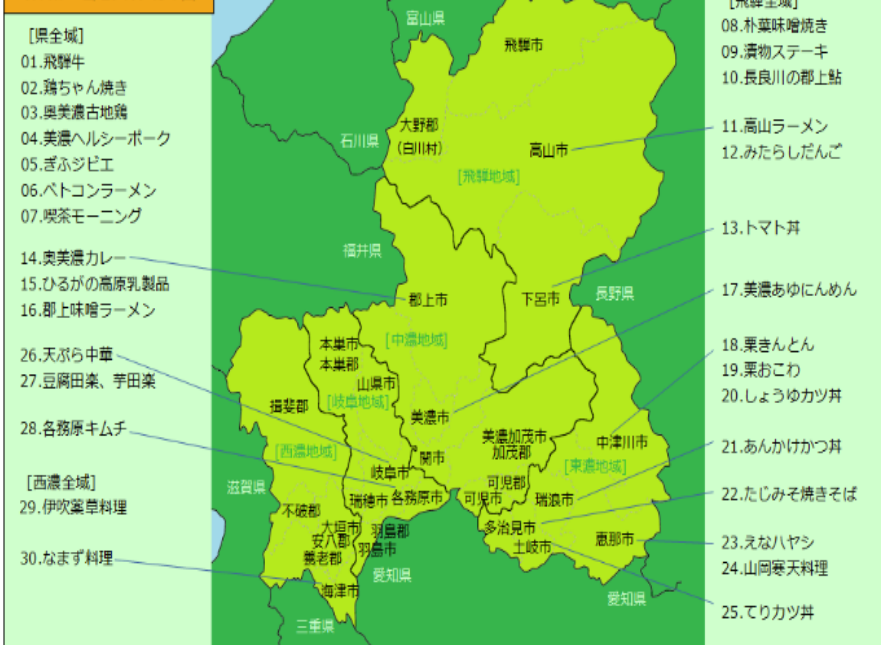 [県全域]
01.飛騨牛
02.鶏ちゃん焼き
03.奥美濃古地鶏
04.美濃ヘルシーポーク
05.ぎふジビエ
06.ベトコンラーメン
07.喫茶モーニング
14.奥美濃カレー
15.ひるがの高原乳製品
16.郡上味噌ラーメン
26.天ぷら中華
27.豆腐田楽、芋田楽
28.各務原キムチ
[西濃全域]
29.伊吹薬草料理
30.なまず料理
富山県
飛騨市
大野郡
(白川村)
石川県
高山市
[飛騨地域]
福井県
郡上市
下呂市
長野県
[中濃地域]
本巣市
本巣郡
山県市
[岐阜地域]
揖斐郡
美濃市
美濃加茂市
加茂郡
中津川市
[西濃地域]
関市
[東濃地域]
岐阜市
可児郡
滋賀県
瑞穂市
各務原市
可児市
瑞浪市
不破郡
大垣市
羽島郡
多治見市
安八郡
羽島市
土岐市
恵那市
養老郡
愛知県
海津市
愛知県
三重県
[飛騨全域]
08.朴葉味噌焼き
09.漬物ステーキ
10.長良川の郡上鮎
11.高山ラーメン
12.みたらしだんご
13.トマト丼
17.美濃あゆにんめん
18.栗きんとん
19.栗おこわ
20.しょうゆカツ丼
21.あんかけかつ丼
22.たじみそ焼きそば
23.えなハヤシ
24.山岡寒天料理
25.てりカツ丼